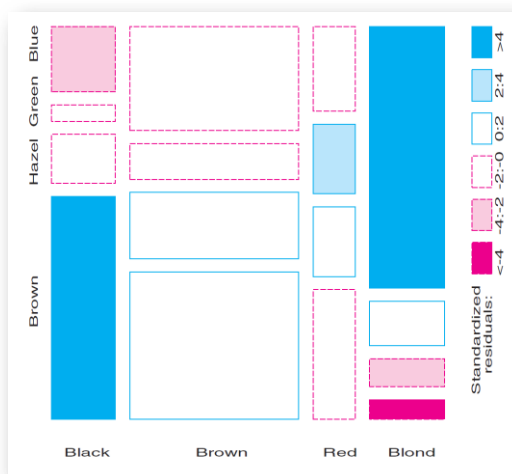 Blue
Green
Hazel
Brown
Black
Brown
Red
Blond
>4
2:4
0:2
-2:-0
-4:-2
<-4
Standardized
residuals: